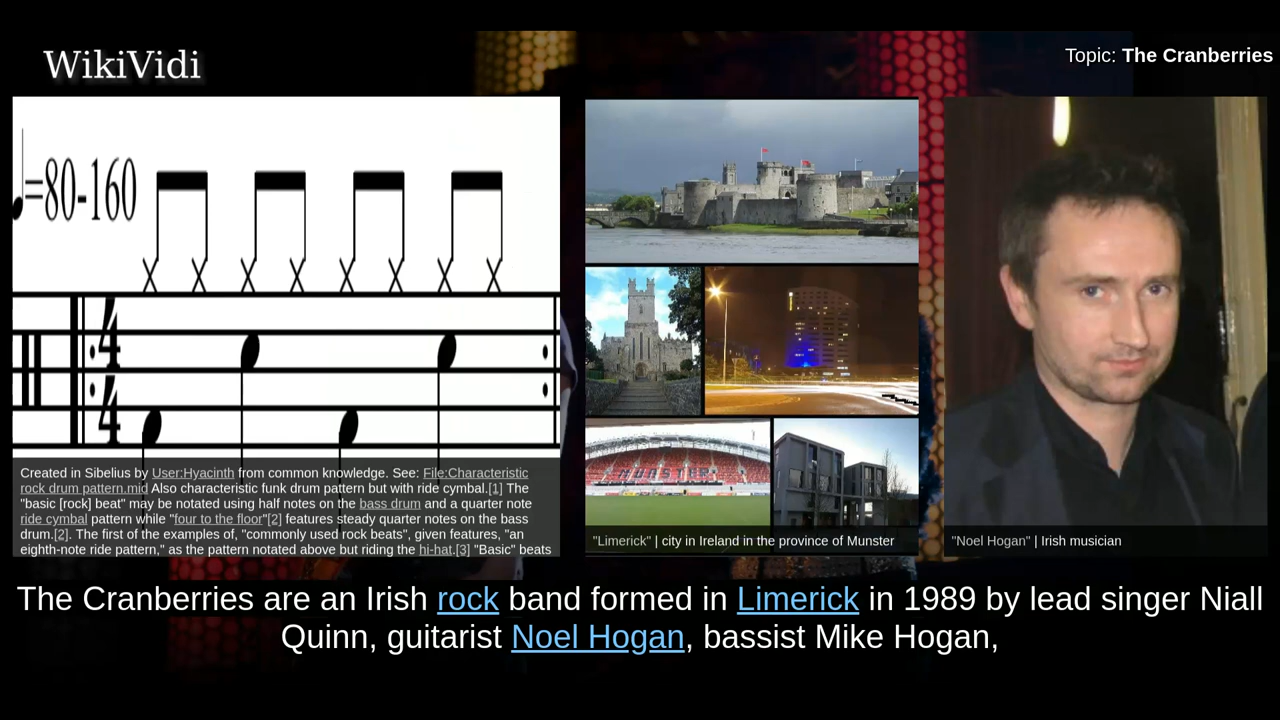 WikiVidi
Topic: The Cranberries
=80-160
4
4
Created in Sibelius by User:Hyacinth from common knowledge. See: File:Characteristic
rock drum pattern.mid Also characteristic funk drum pattern but with ride cymbal.[1] The
"basic [rock] beat" may be notated using half notes on the bass drum and a quarter note
ride cymbal pattern while "four to the floor"[2] features steady quarter notes on the bass
drum.[2]. The first of the examples of, "commonly used rock beats", given features, "an
eighth-note ride pattern," as the pattern notated above but riding the hi-hat.[3] "Basic" beats
MUNSTER
"Limerick" | city in Ireland in the province of Munster
"Noel Hogan" | Irish musician
The Cranberries are an Irish rock band formed in Limerick in 1989 by lead singer Niall
Quinn, guitarist Noel Hogan, bassist Mike Hogan,